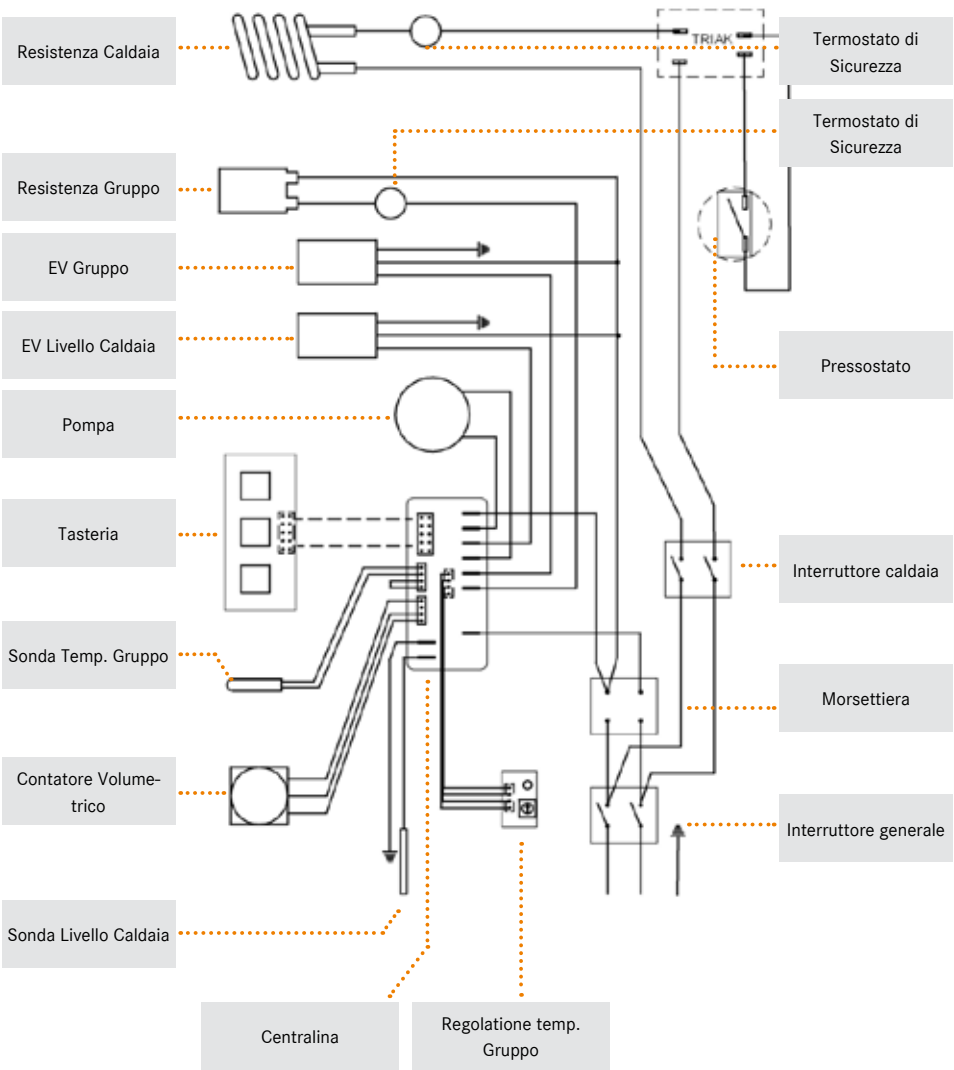 Resistenza Caldaia
TRIAK
Termostato di
Sicurezza
Termostato di
Sicurezza
Resistenza Gruppo
EV Gruppo
EV Livello Caldaia
Pressostato
Pompa
Tasteria
Interruttore caldaia
Sonda Temp. Gruppo
Morsettiera
Contatore Volume-
trico
Interruttore generale
Sonda Livello Caldaia
Centralina
Regolatione temp.
Gruppo